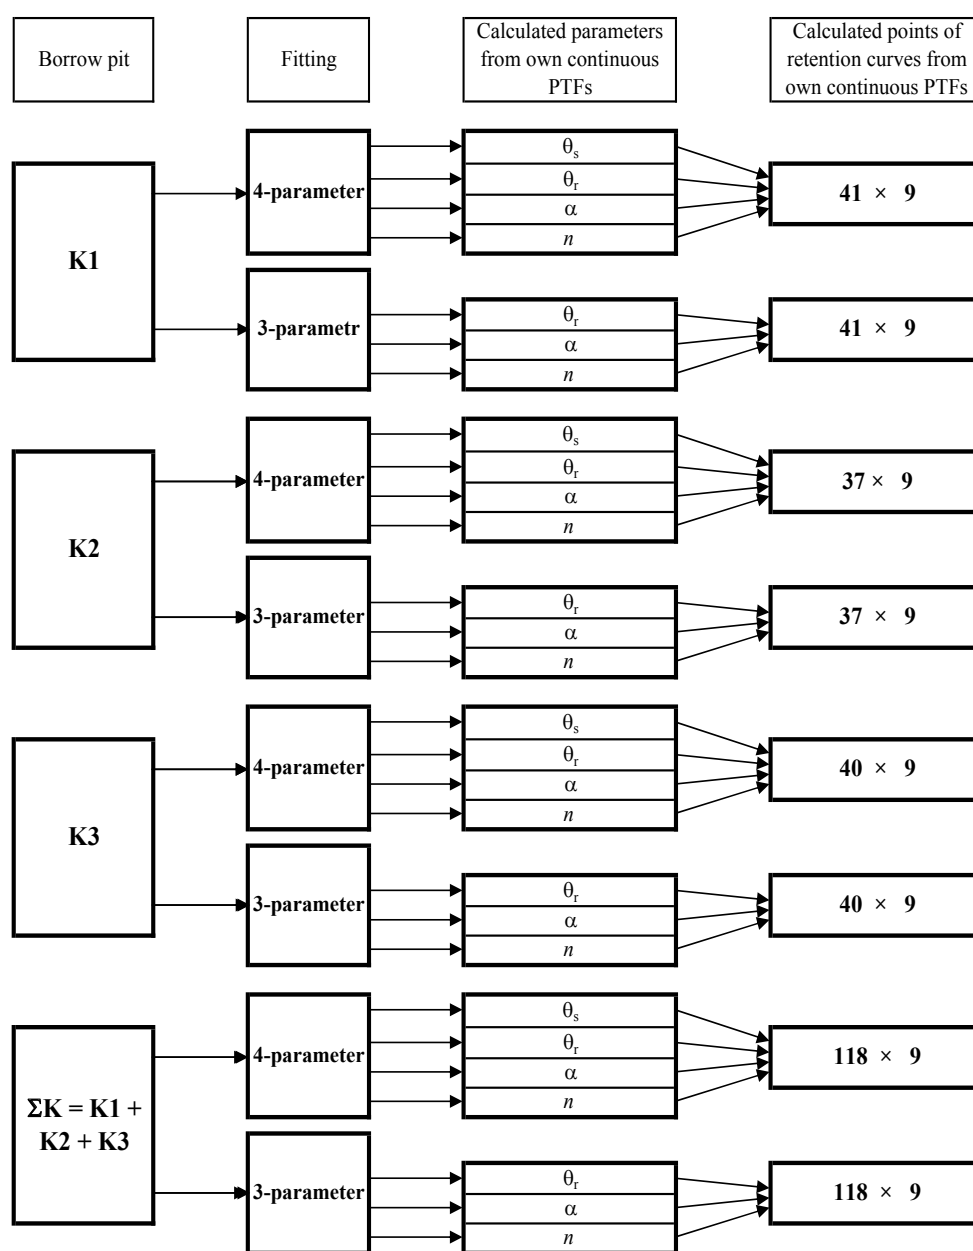 Borrow pit
Fitting
Calculated parameters
from own continuous
PTFs
Calculated points of
retention curves from
own continuous PTFs
K1
4-parameter
θs
θr
α
n
41 × 9
3-parametr
θr
α
n
41 × 9
K2
4-parameter
θs
θr
α
n
37 × 9
3-parameter
θr
α
n
37 × 9
K3
4-parameter
θs
θr
α
n
40 × 9
3-parameter
θr
α
n
40 × 9
ΣK = K1 +
K2 + K3
4-parameter
θs
θr
α
n
118 × 9
3-parameter
θr
α
n
118 × 9